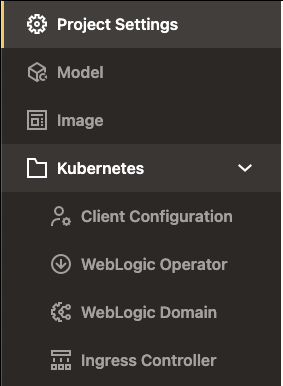 Project Settings
Model
Image
Kubernetes
Client Configuration
WebLogic Operator
WebLogic Domain
Ingress Controller